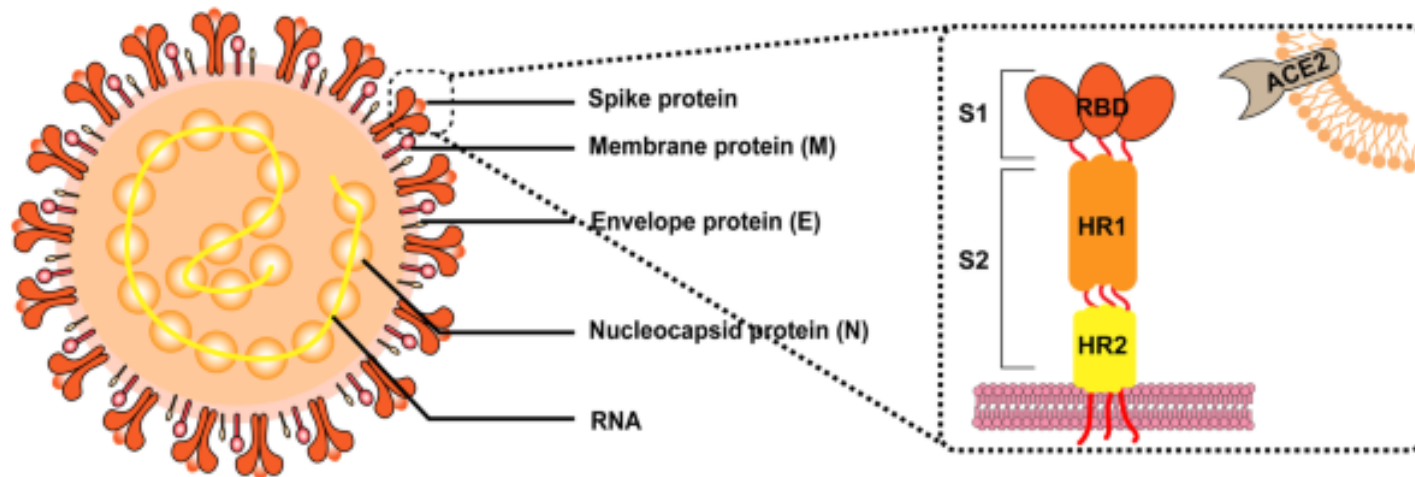 Spike protein
Membrane protein (M)
Envelope protein (E)
Nucleocapsid protein (N)
RNA
S1
RBD
ACE2
S2
HR1
HR2